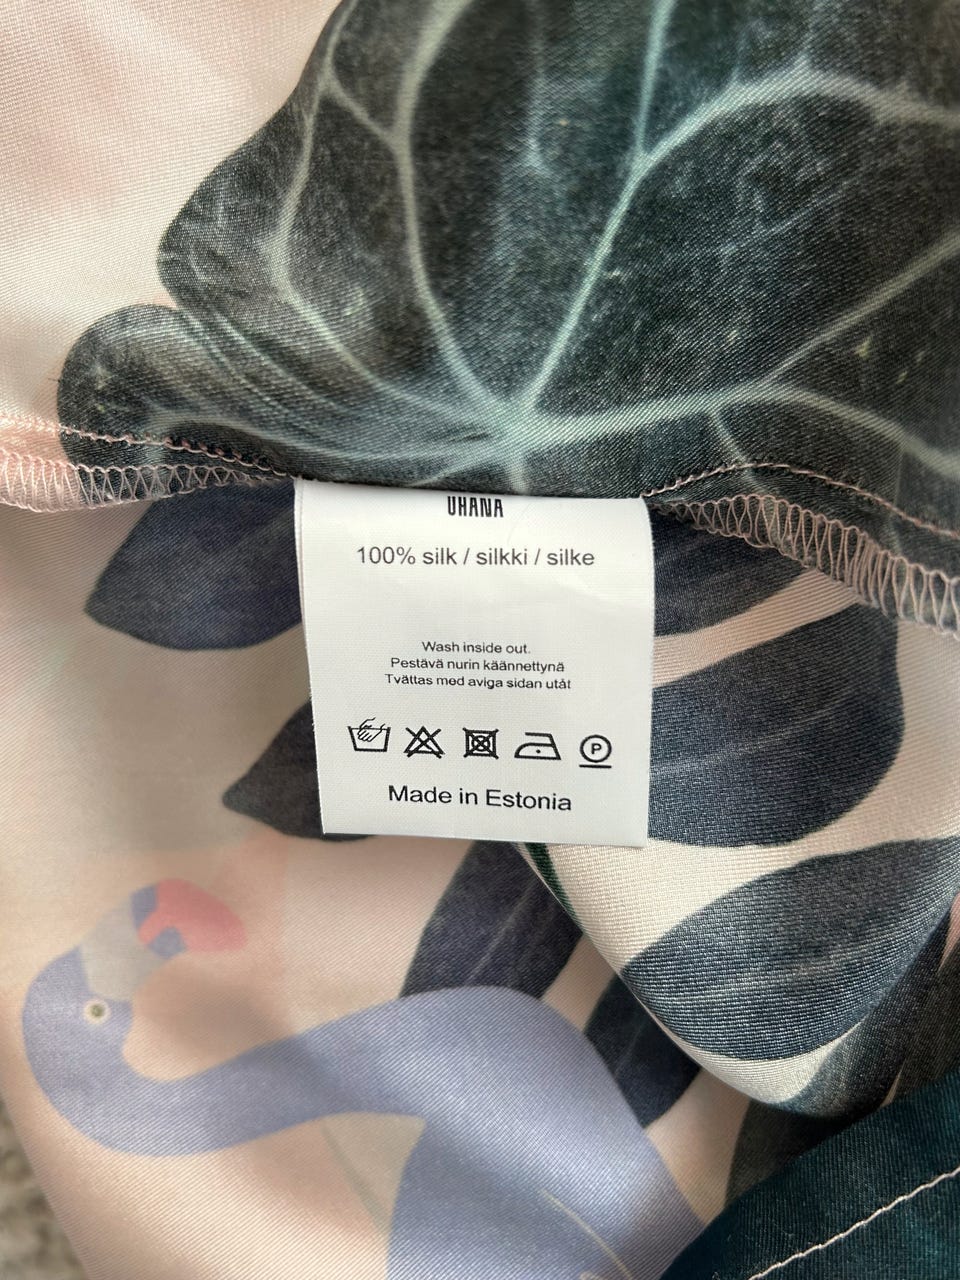 UHANA
100% silk / silkki / silke
Wash inside out.
Pestävä nurin käännettynä
Tvättas med aviga sidan utåt
P
Made in Estonia